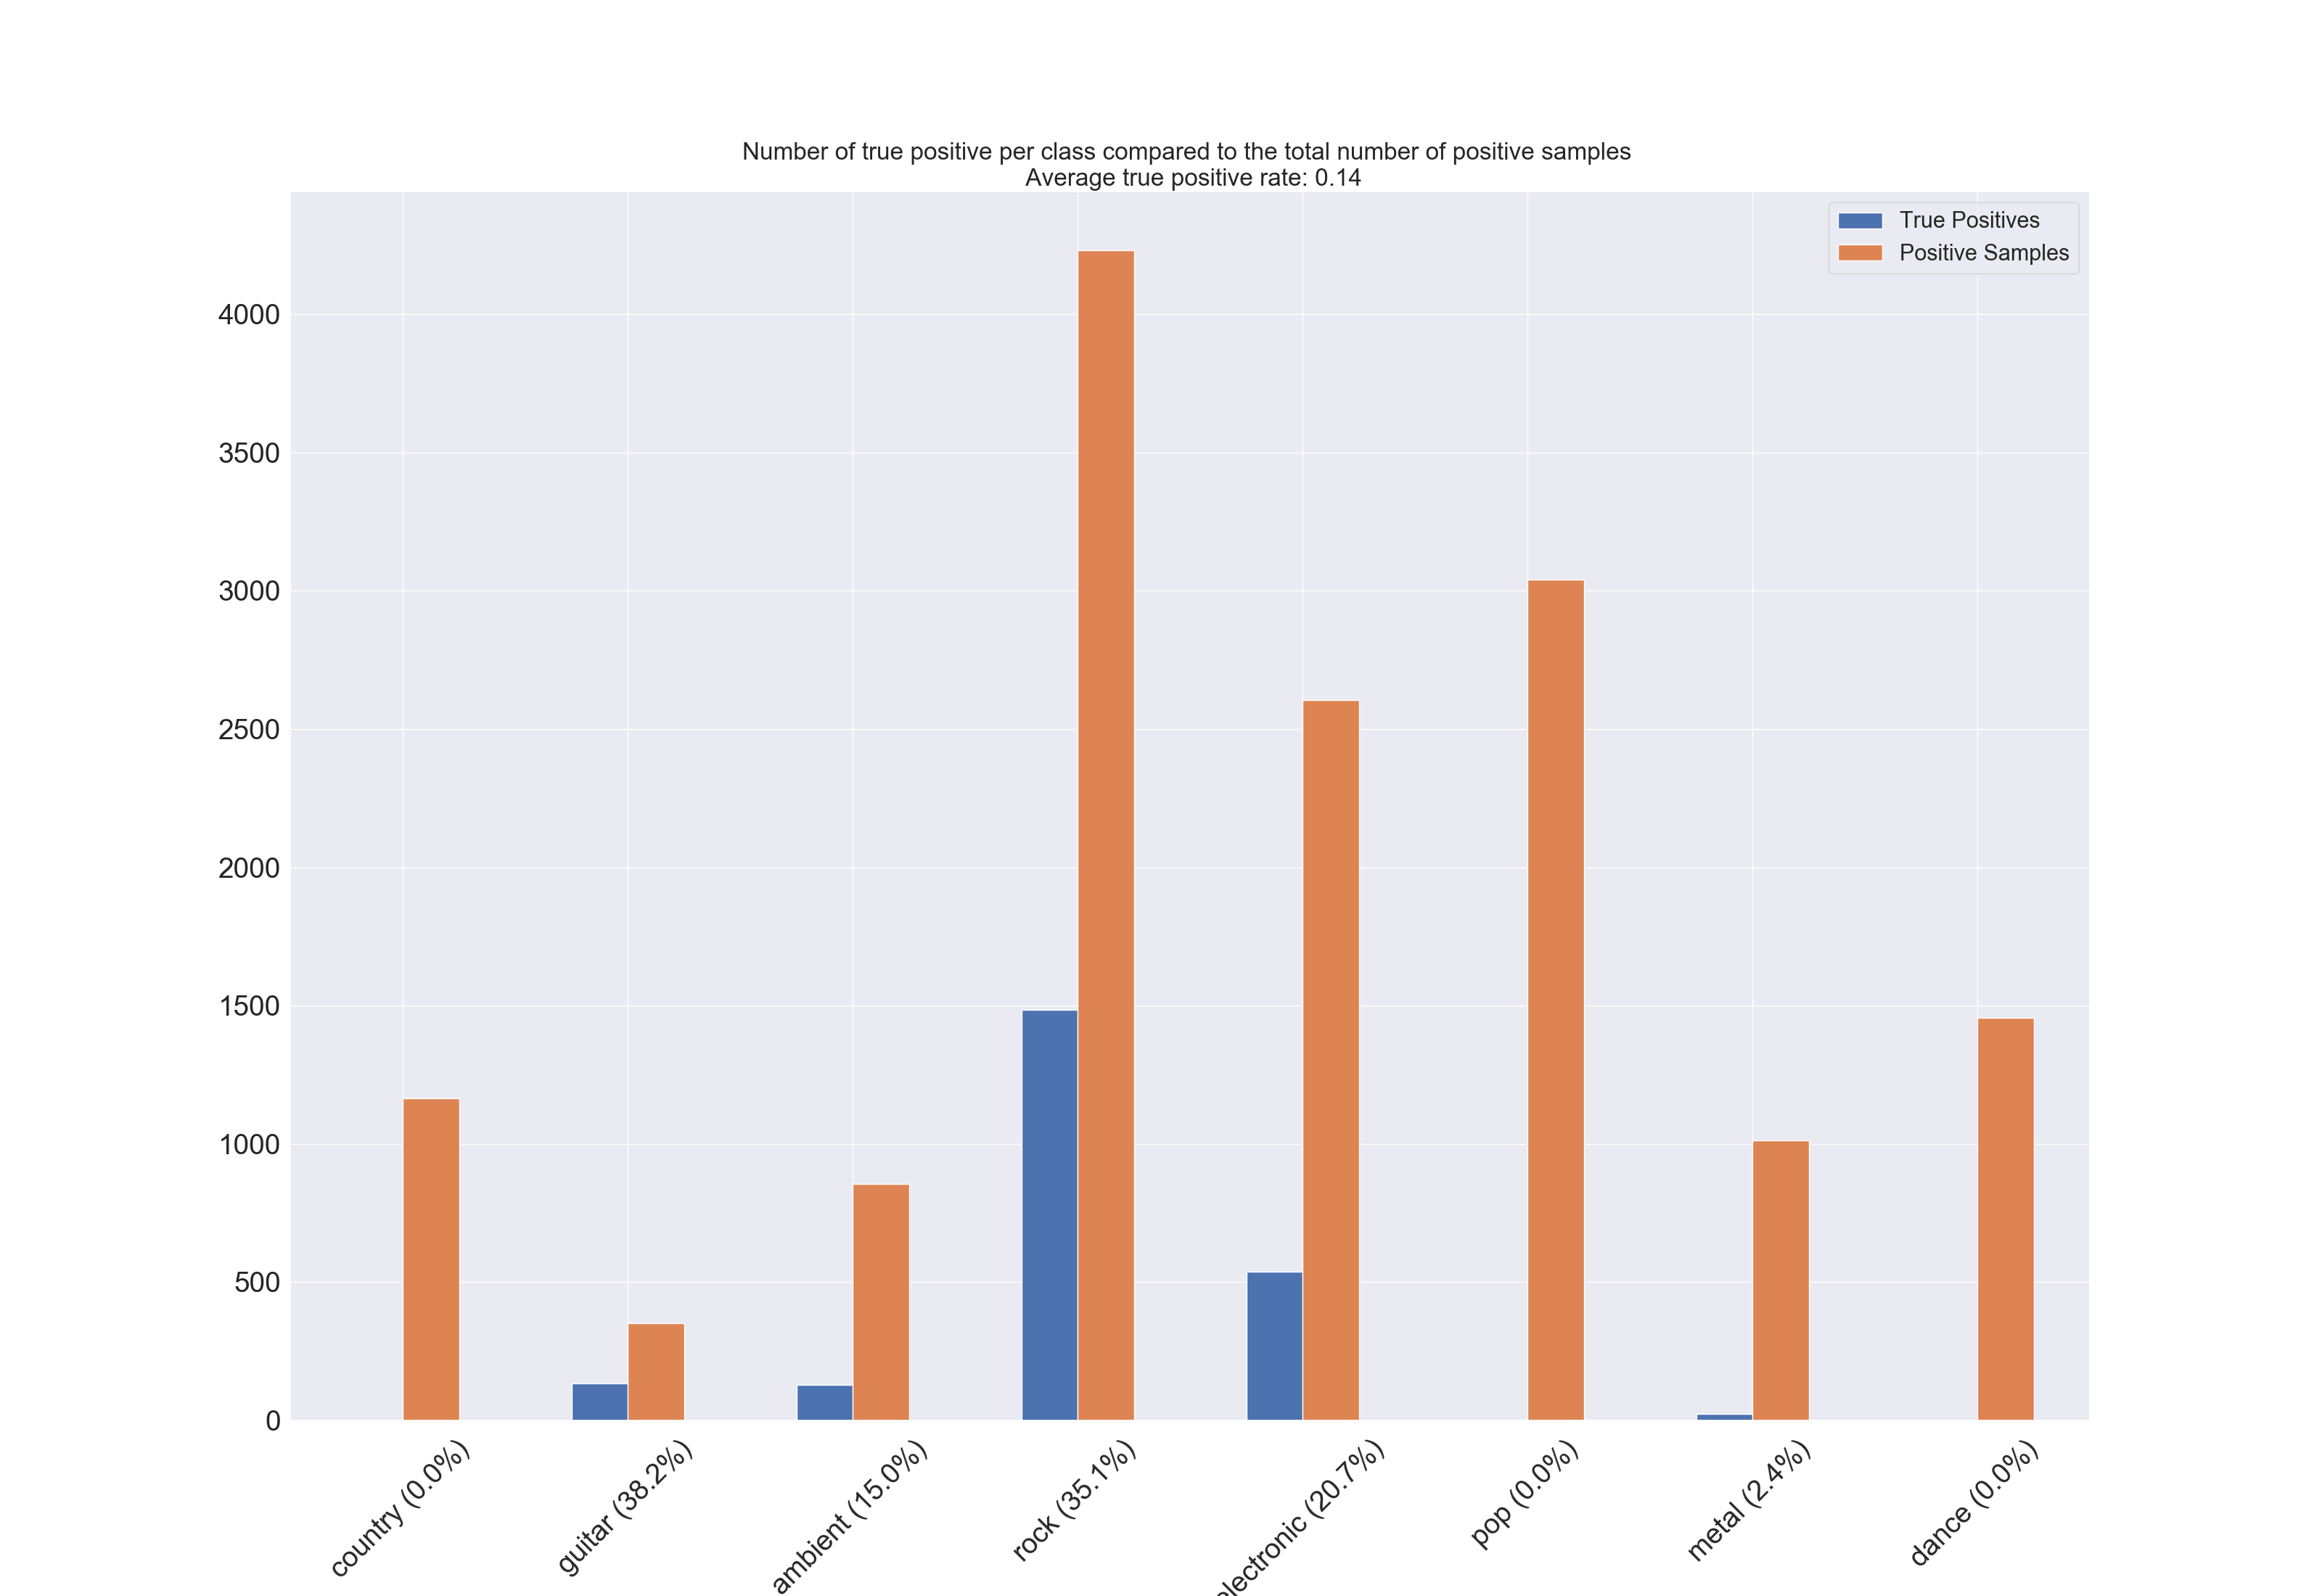 Number of true positive per class compared to the total number of positive samples
Average true positive rate: 0.14
True Positives
Positive Samples
4000
3500
3000
2500
2000
1500
1000
500
0
country (0.0%)
guitar (38.2%)
ambient (15.0%)
rock (35.1%)
electronic (20.7%)
pop (0.0%)
metal (2.4%)
dance (0.0%)